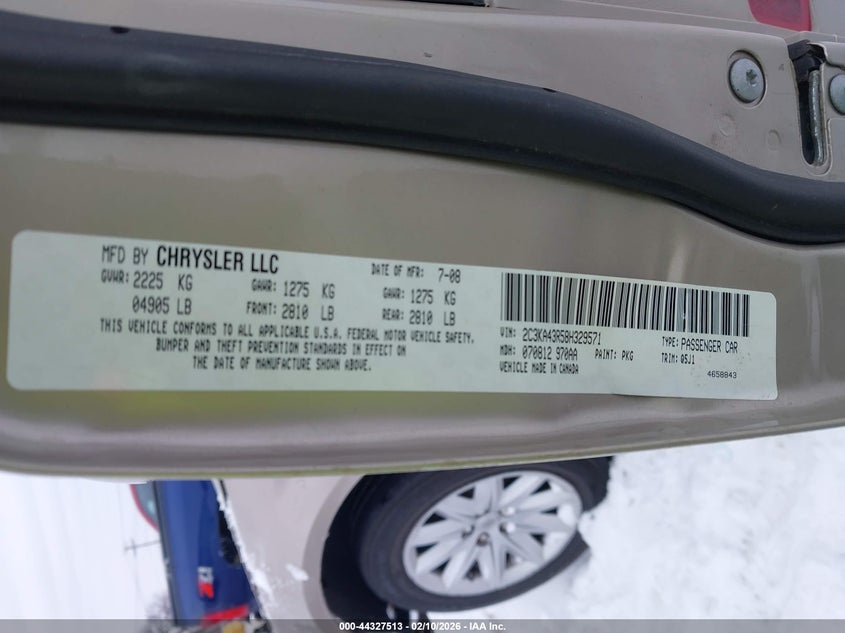 MFD BY CHRYSLER LLC
DATE OF MFR: 7-08
GVWR: 2225 KG
GAWR: 1275 KG
GAWR: 1275 KG
04905 LB
FRONT: 2810 LB
REAR: 2810 LB
THIS VEHICLE CONFORMS TO ALL APPLICABLE U.S.A. FEDERAL MOTOR VEHICLE SAFETY,
BUMPER AND THEFT PREVENTION STANDARDS IN EFFECT ON
THE DATE OF MANUFACTURE SHOWN ABOVE.
VIN: 2C3KA43R58H329571
TYPE: PASSENGER CAR
MDH: 070812 970AA
PAINT: PKG
TRIM: 05J1
VEHICLE MADE IN CANADA
4658843
000-44327513 - 02/10/2026 - IAA Inc.